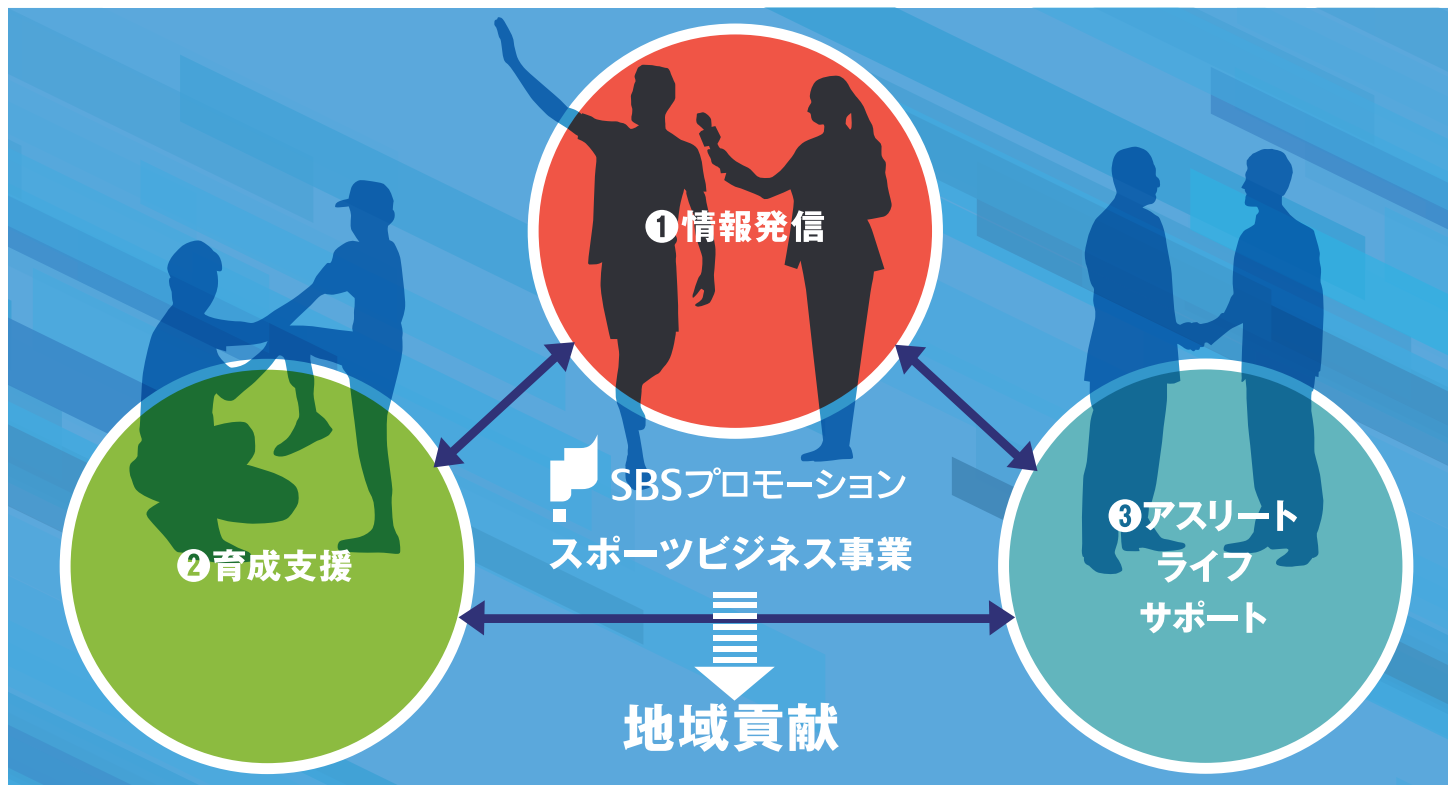 ❶情報発信
SBSプロモーション
スポーツビジネス事業
❷育成支援
❸アスリート
ライフ
サポート
地域貢献